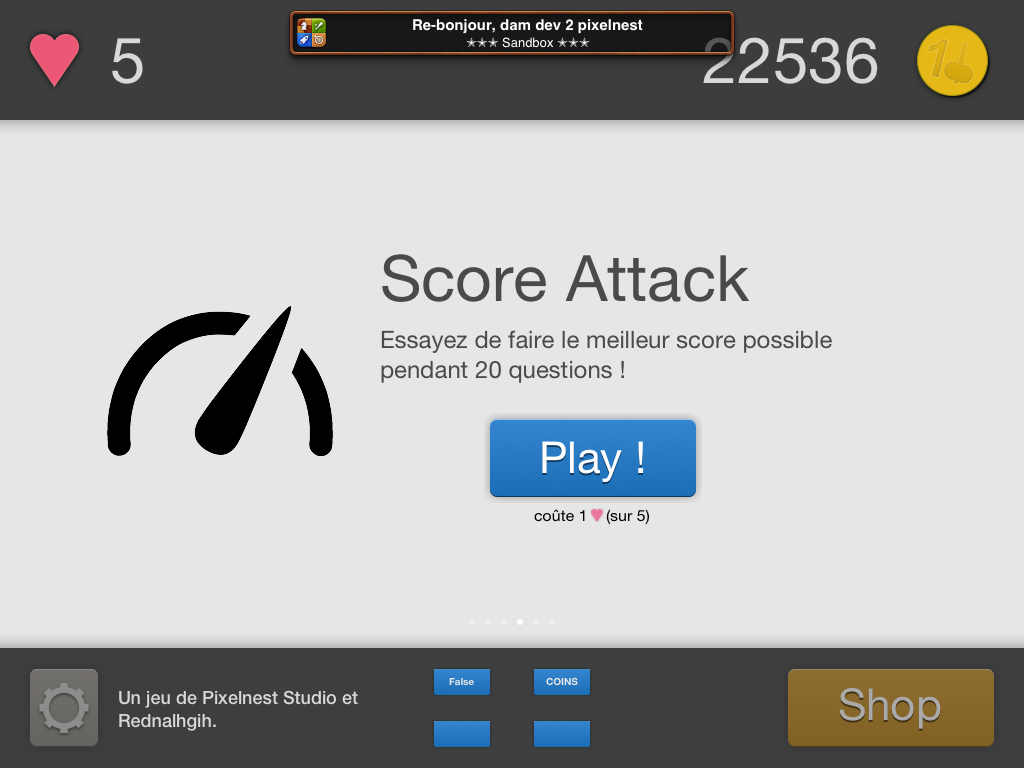 Re-bonjour, dam dev 2 pixelnest
★★★ Sandbox ★★★
5
22536
1
Score Attack
Essayez de faire le meilleur score possible
pendant 20 questions !
Play !
coûte 1 ♥ (sur 5)
Un jeu de Pixelnest Studio et
Rednalhgih.
False
COINS
Shop